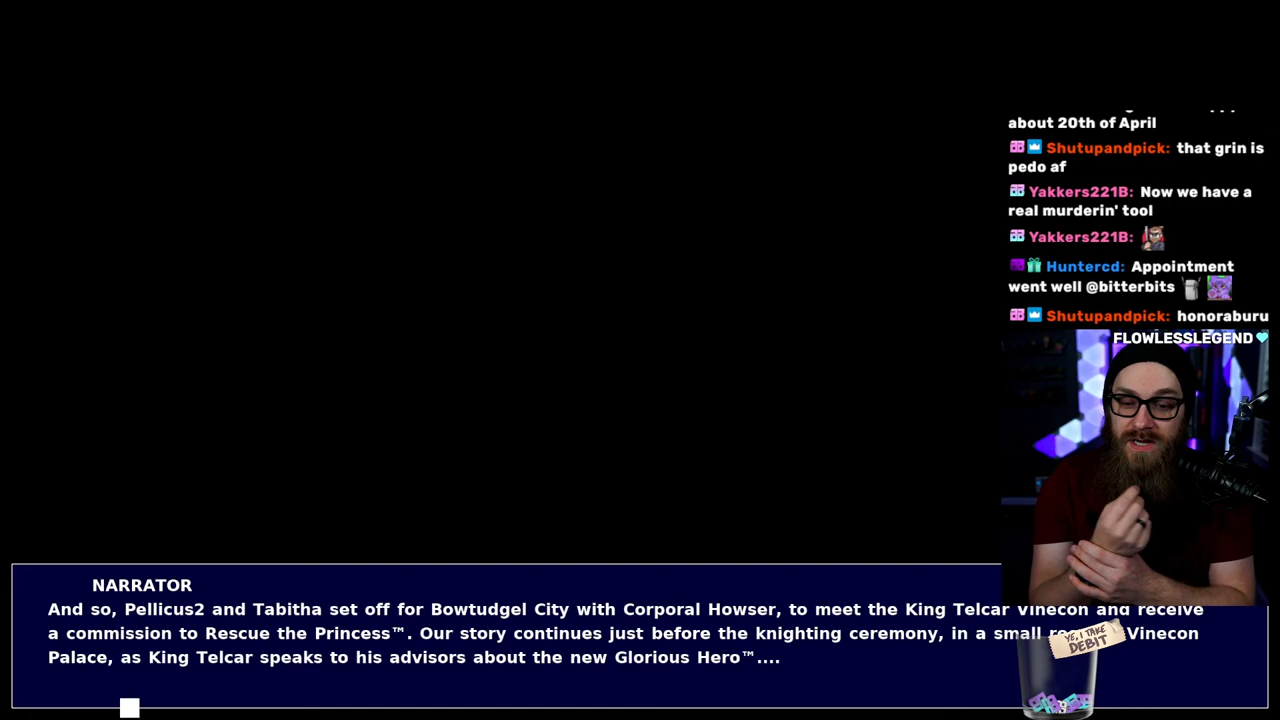 about 20th of April
Shutupandpick: that grin is
pedo af
Yakkers221B: Now we have a
real murderin' tool
Yakkers221B:
Huntercd: Appointment
went well @bitterbits
Shutupandpick: honoraburu
FLOWLESSLEGEND
NARRATOR
And so, Pellicus2 and Tabitha set off for Bowtudgel City with Corporal Howser, to meet the King Telcar Vinecon and receive
a commission to Rescue the Princess™. Our story continues just before the knighting ceremony, in a small Vinecon
Palace, as King Telcar speaks to his advisors about the new Glorious Hero™....
YE, I TAKE
DEBIT